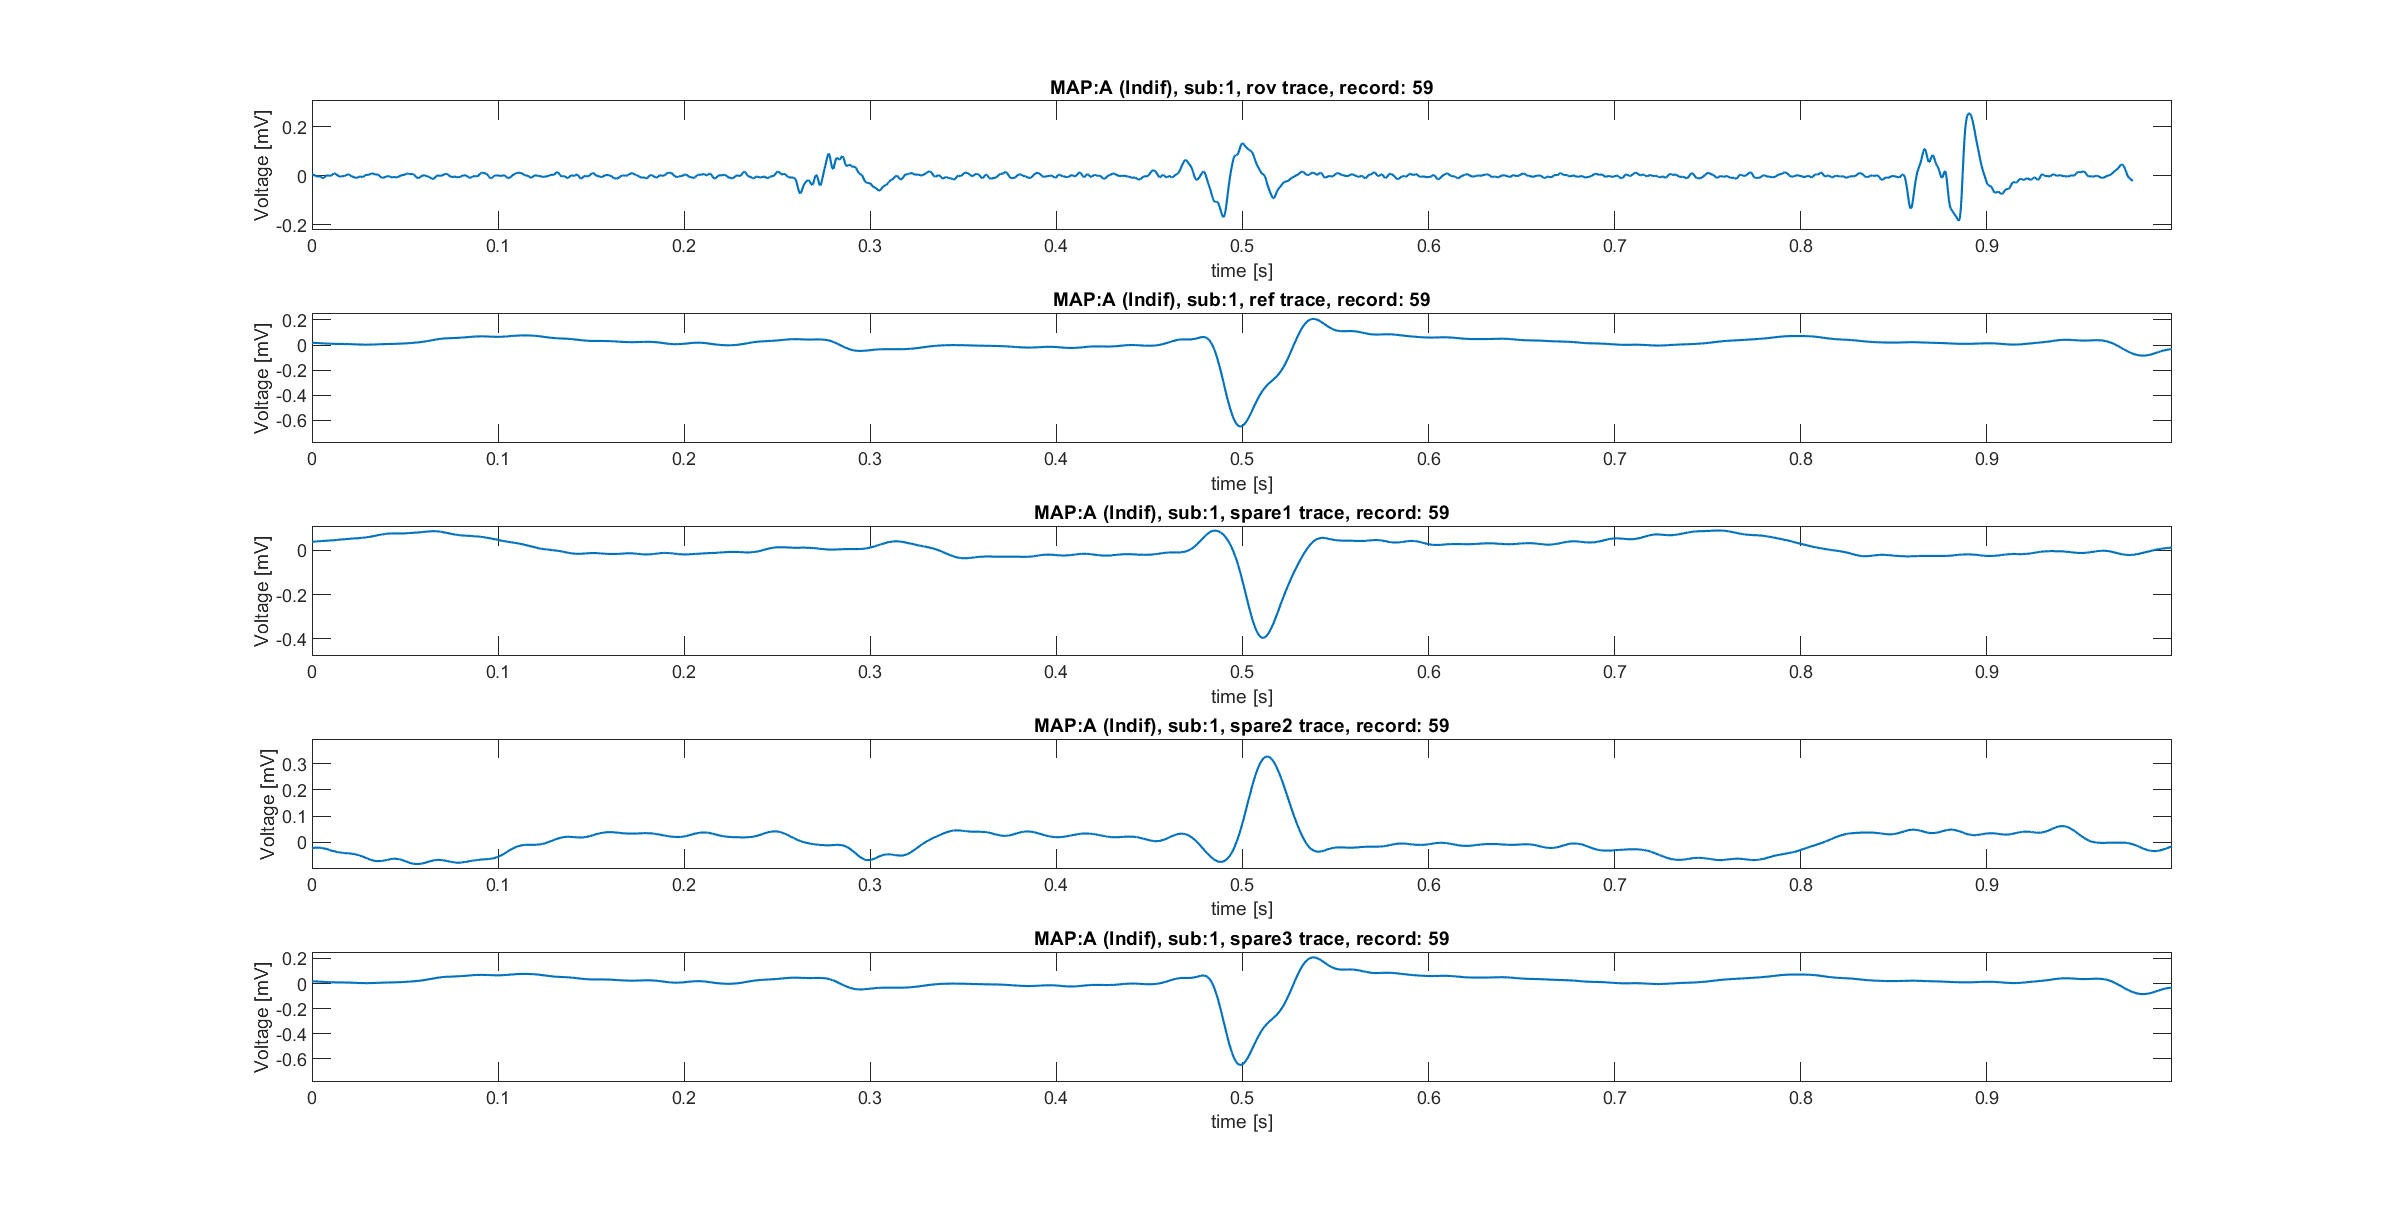 MAP:A (Indif), sub:1, rov trace, record: 59
Voltage [mV]
0.2
0
-0.2
0 0.1 0.2 0.3 0.4 0.5 0.6 0.7 0.8 0.9
time [s]
MAP:A (Indif), sub:1, ref trace, record: 59
Voltage [mV]
0.2
0
-0.2
-0.4
-0.6
0 0.1 0.2 0.3 0.4 0.5 0.6 0.7 0.8 0.9
time [s]
MAP:A (Indif), sub:1, spare1 trace, record: 59
Voltage [mV]
0
-0.2
-0.4
0 0.1 0.2 0.3 0.4 0.5 0.6 0.7 0.8 0.9
time [s]
MAP:A (Indif), sub:1, spare2 trace, record: 59
Voltage [mV]
0.3
0.2
0.1
0
0 0.1 0.2 0.3 0.4 0.5 0.6 0.7 0.8 0.9
time [s]
MAP:A (Indif), sub:1, spare3 trace, record: 59
Voltage [mV]
0.2
0
-0.2
-0.4
-0.6
0 0.1 0.2 0.3 0.4 0.5 0.6 0.7 0.8 0.9
time [s]